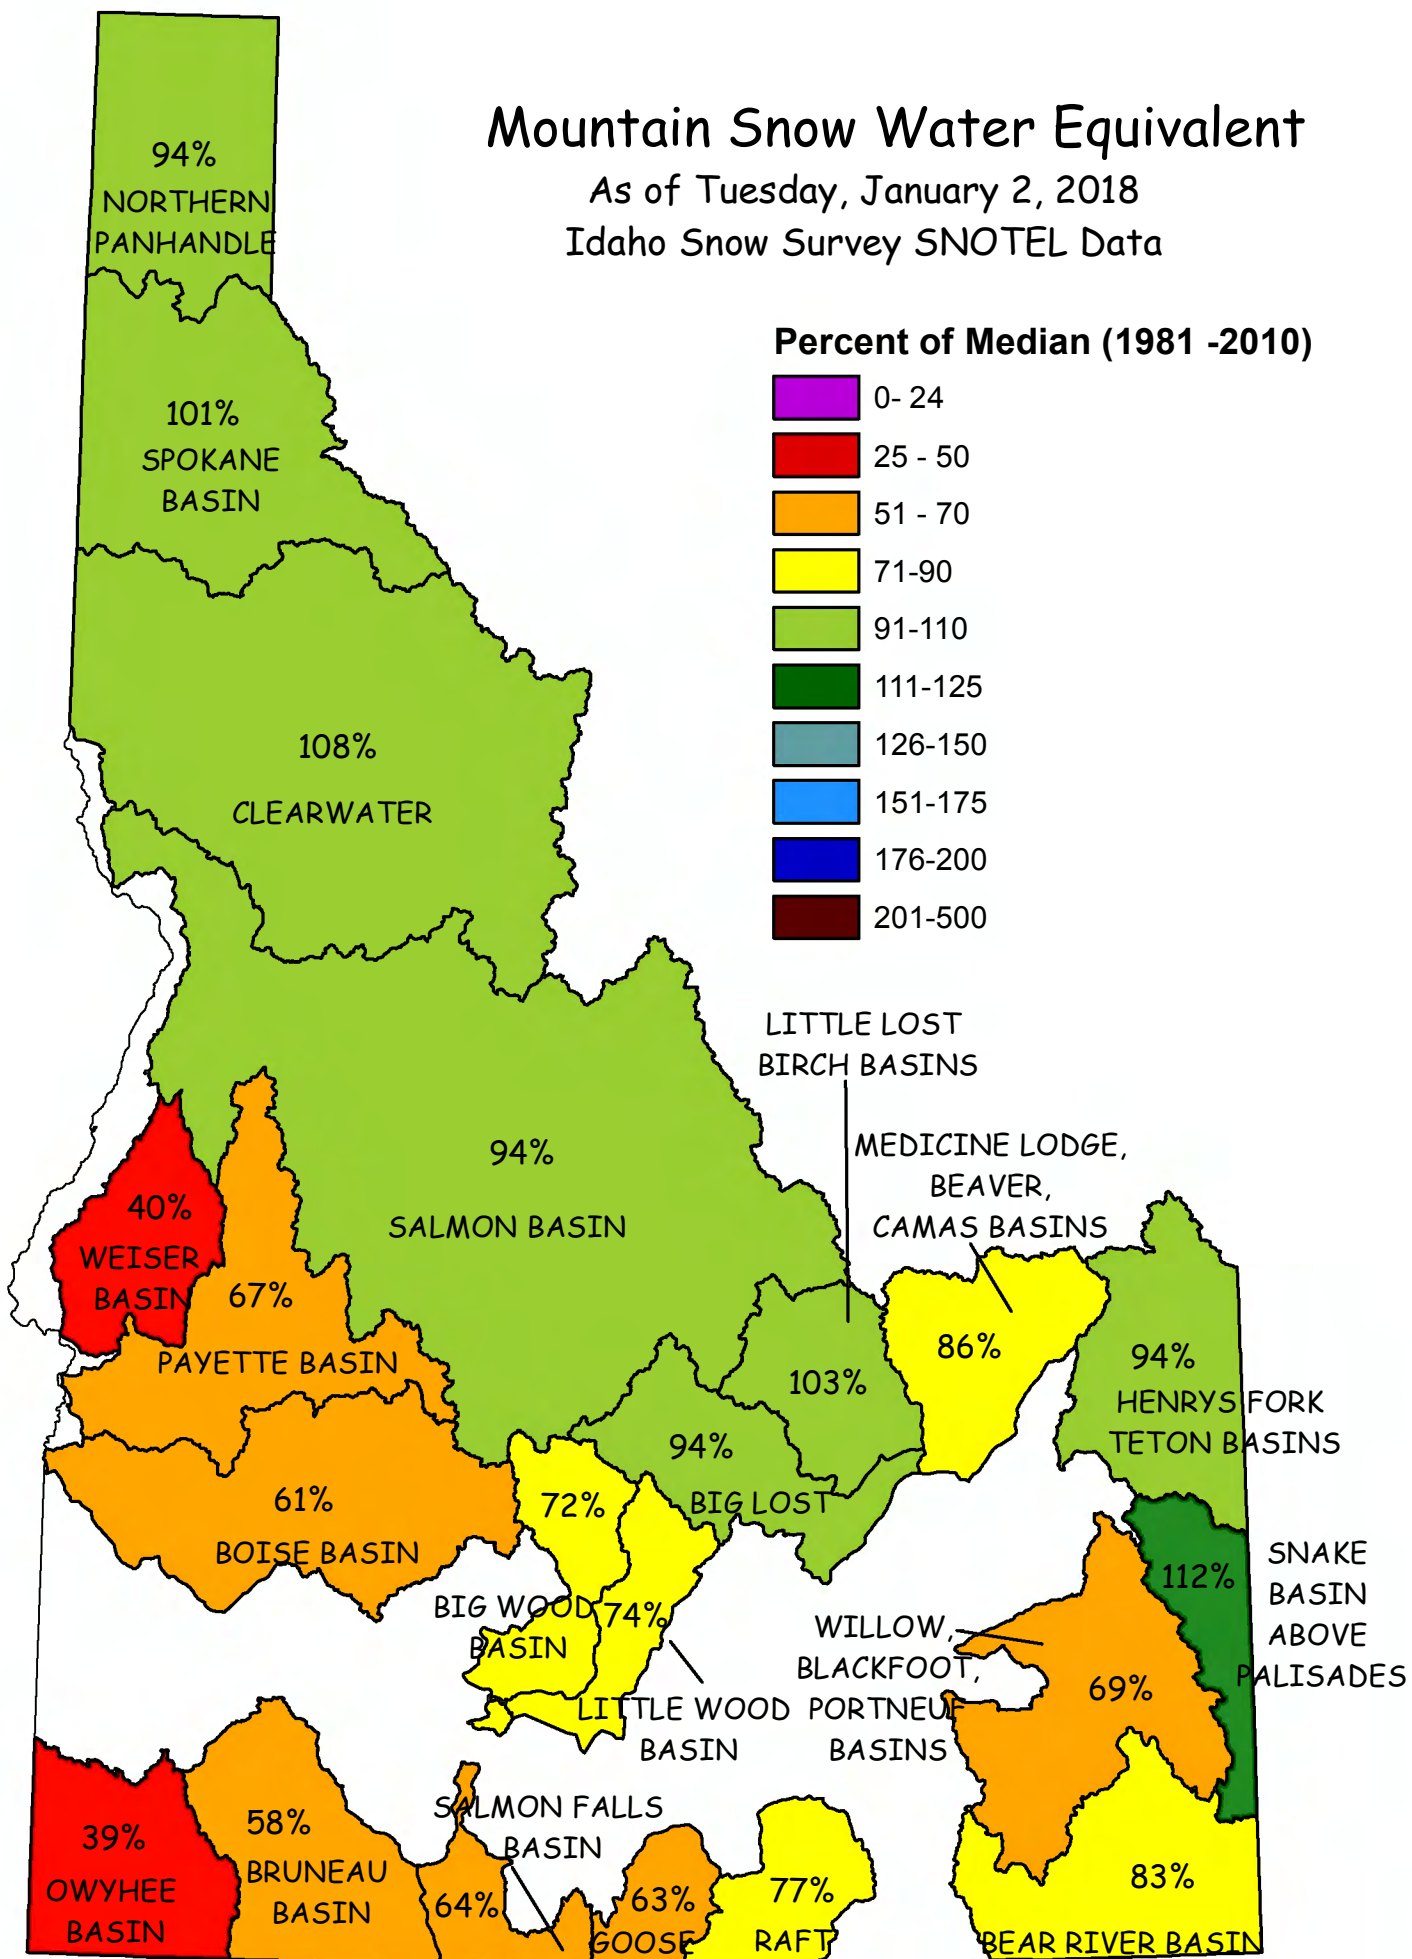 Mountain Snow Water Equivalent
As of Tuesday, January 2, 2018
Idaho Snow Survey SNOTEL Data
Percent of Median (1981 -2010)
0- 24
25 - 50
51 - 70
71-90
91-110
111-125
126-150
151-175
176-200
201-500
94%
NORTHERN
PANHANDLE
101%
SPOKANE
BASIN
108%
CLEARWATER
LITTLE LOST
BIRCH BASINS
MEDICINE LODGE,
BEAVER,
CAMAS BASINS
94%
SALMON BASIN
40%
WEISER
BASIN
67%
PAYETTE BASIN
103%
86%
94%
HENRYS FORK
TETON BASINS
94%
BIG LOST
61%
BOISE BASIN
72%
BIG WOOD
BASIN
74%
LITTLE WOOD
BASIN
112%
SNAKE
BASIN
ABOVE
PALISADES
WILLOW,
BLACKFOOT,
PORTNEUF
BASINS
69%
39%
OWYHEE
BASIN
58%
BRUNEAU
BASIN
SALMON FALLS
BASIN
64%
63%
GOOSE
77%
RAFT
83%
BEAR RIVER BASIN